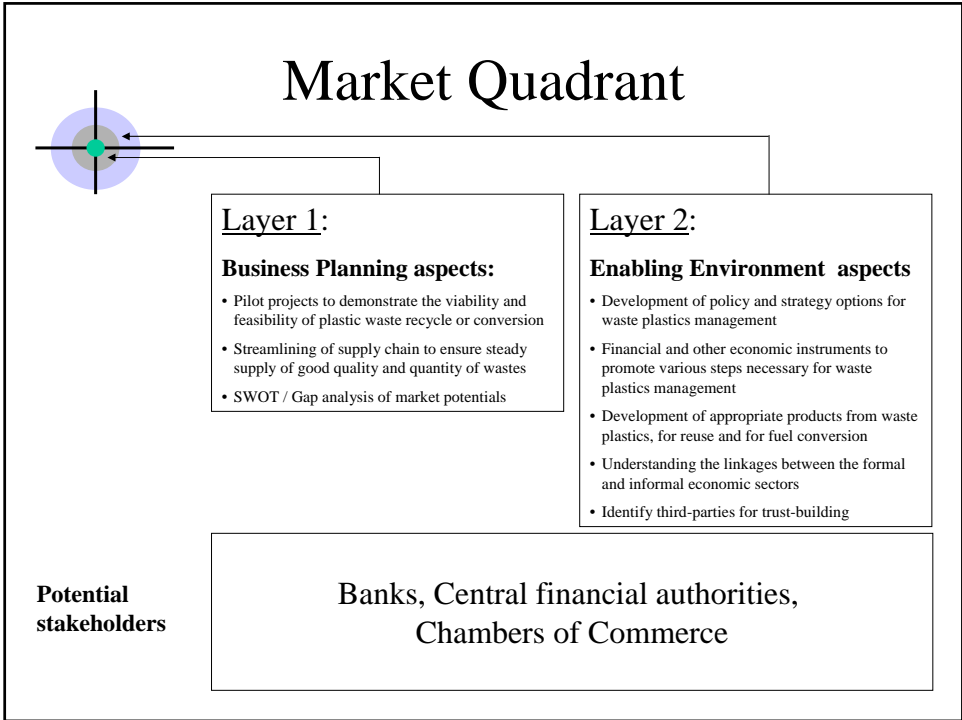 Market Quadrant
Layer 1:
Business Planning aspects:
• Pilot projects to demonstrate the viability and
feasibility of plastic waste recycle or conversion
• Streamlining of supply chain to ensure steady
supply of good quality and quantity of wastes
• SWOT / Gap analysis of market potentials
Layer 2:
Enabling Environment  aspects
• Development of policy and strategy options for
waste plastics management
• Financial and other economic instruments to
promote various steps necessary for waste
plastics management
• Development of appropriate products from waste
plastics, for reuse and for fuel conversion
• Understanding the linkages between the formal
and informal economic sectors
• Identify third-parties for trust-building
Potential
stakeholders
Banks, Central financial authorities,
Chambers of Commerce